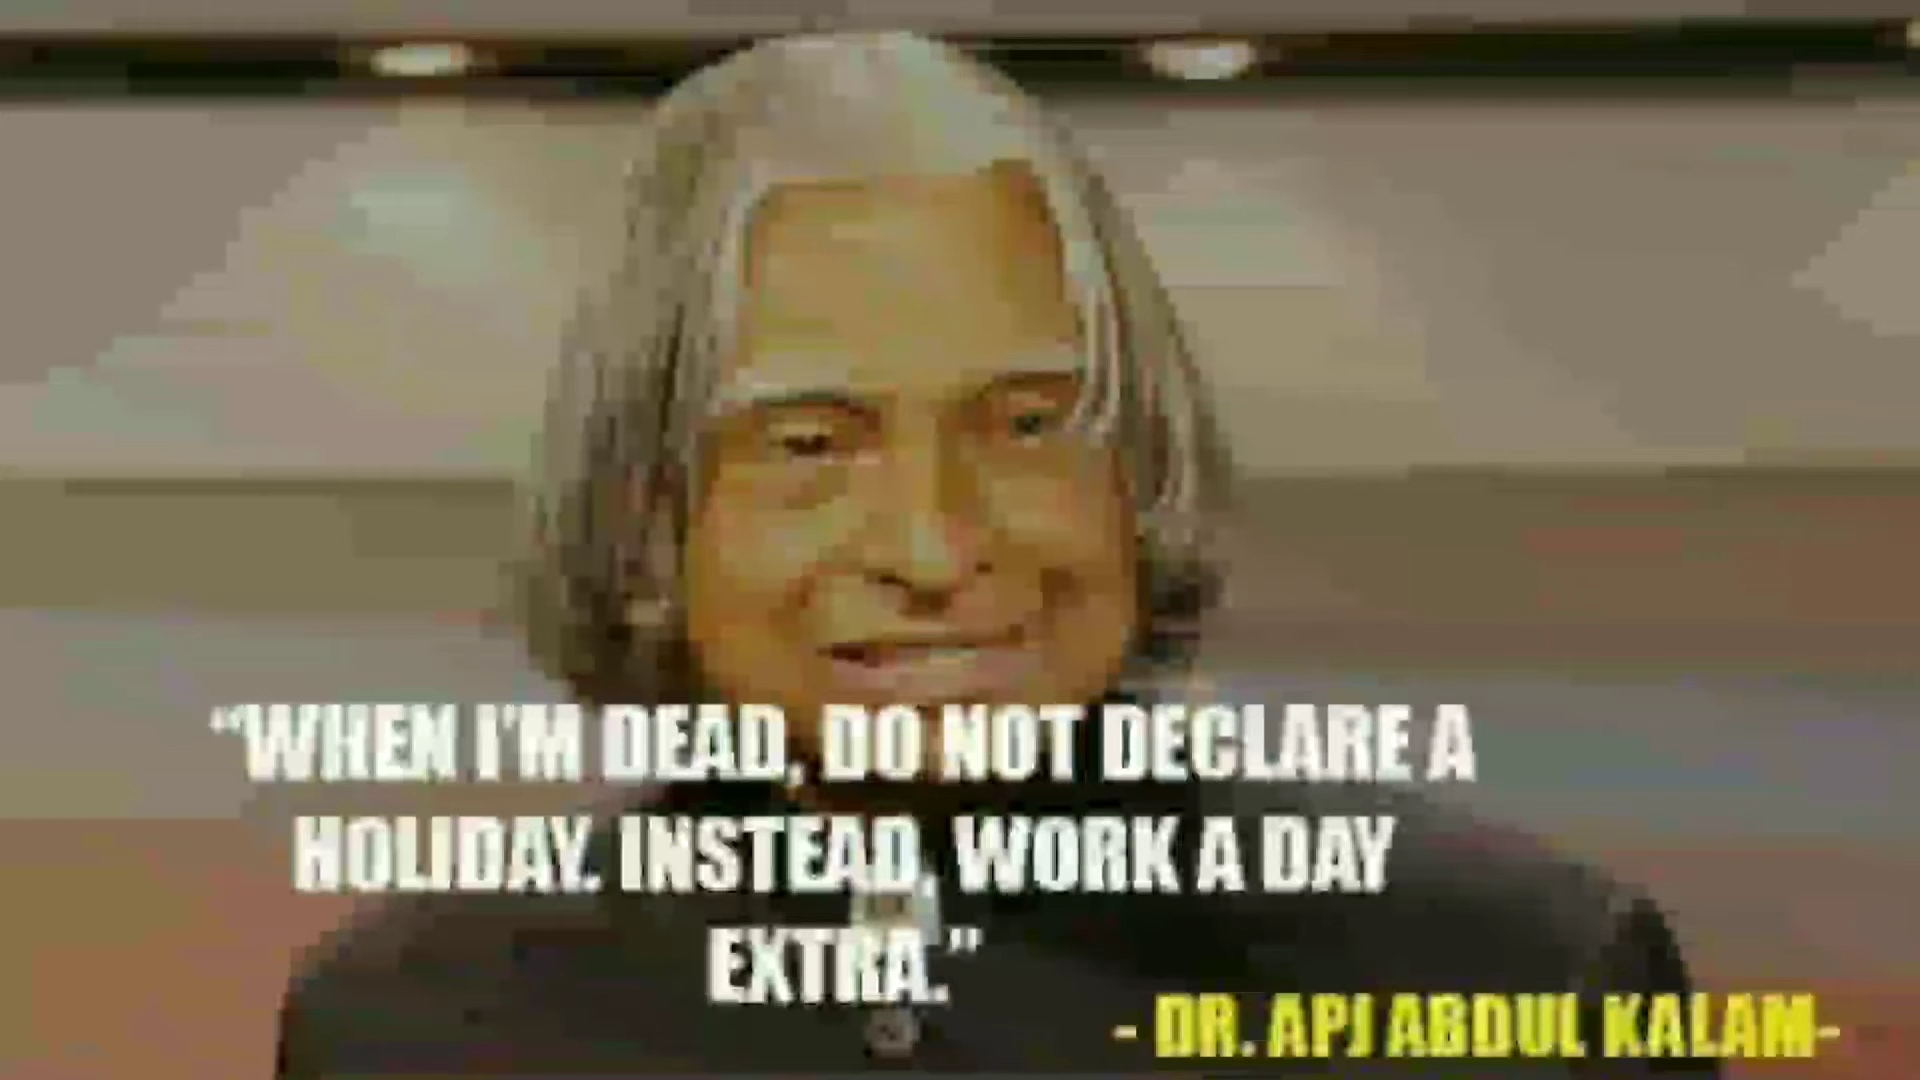 “WHEN I'M DEAD, DO NOT DECLARE A
HOLIDAY. INSTEAD, WORK A DAY
EXTRA.”
- DR. APJ ABDUL KALAM-